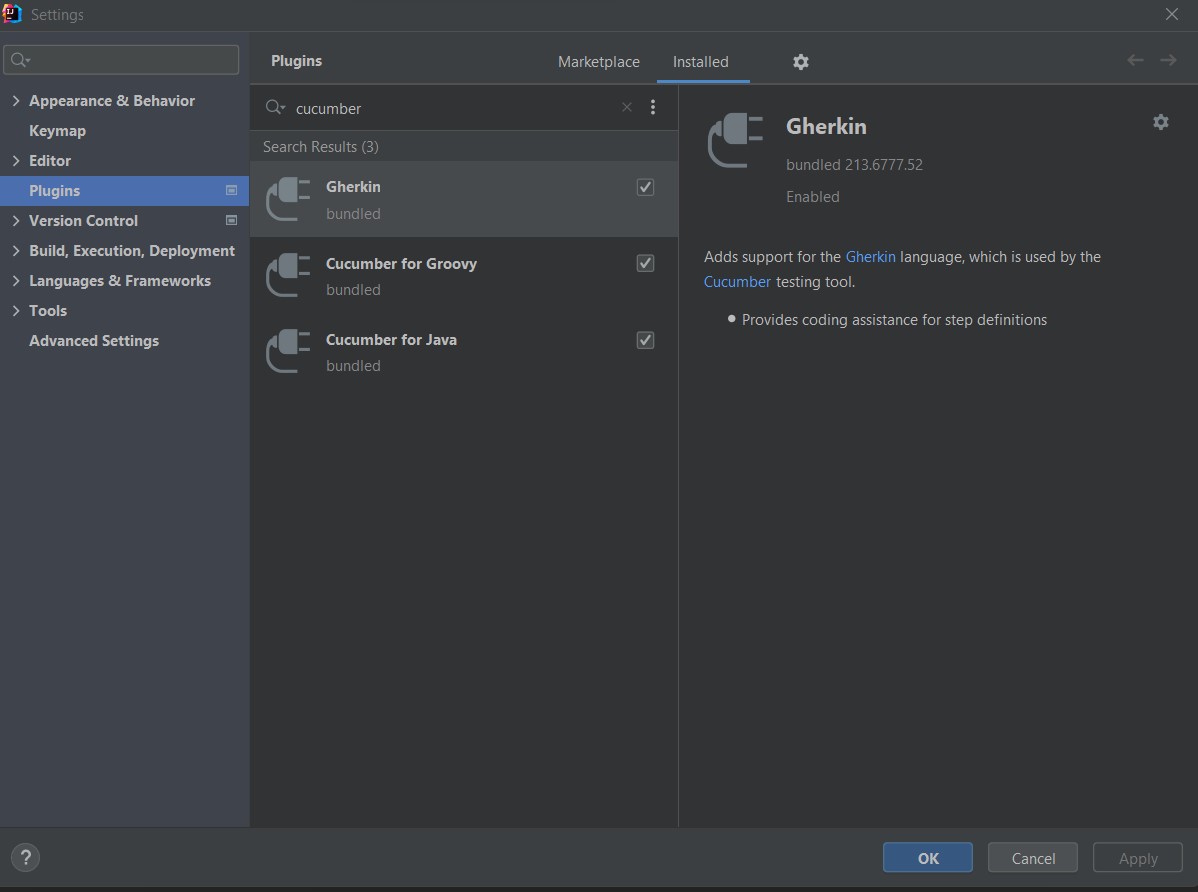 Settings
Plugins
Marketplace
Installed
Appearance & Behavior
Keymap
Editor
Plugins
Version Control
Build, Execution, Deployment
Languages & Frameworks
Tools
Advanced Settings
cucumber
Search Results (3)
Gherkin
bundled
Cucumber for Groovy
bundled
Cucumber for Java
bundled
Gherkin
bundled 213.6777.52
Enabled
Adds support for the Gherkin language, which is used by the
Cucumber testing tool.
• Provides coding assistance for step definitions
?
OK
Cancel
Apply